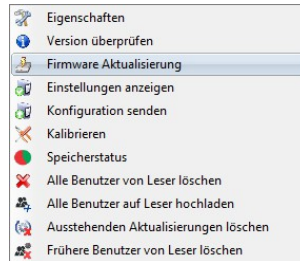 Eigenschaften
Version überprüfen
Firmware Aktualisierung
Einstellungen anzeigen
Konfiguration senden
Kalibrieren
Speicherstatus
Alle Benutzer von Leser löschen
Alle Benutzer auf Leser hochladen
Ausstehenden Aktualisierungen löschen
Frühere Benutzer von Leser löschen